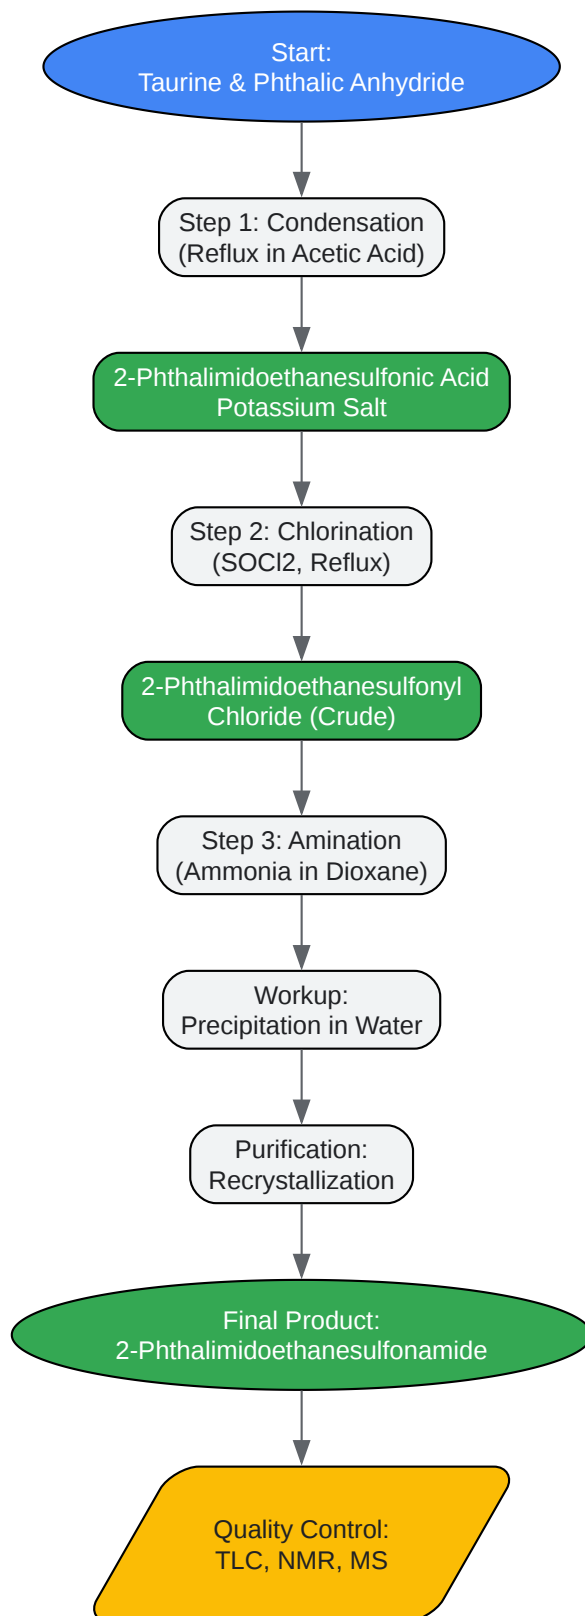 Start:
Taurine & Phthalic Anhydride
Step 1: Condensation
(Reflux in Acetic Acid)
2-Phthalimidoethanesulfonic Acid
Potassium Salt
Step 2: Chlorination
(SOCl2, Reflux)
2-Phthalimidoethanesulfonyl
Chloride (Crude)
Step 3: Amination
(Ammonia in Dioxane)
Workup:
Precipitation in Water
Purification:
Recrystallization
Final Product:
2-Phthalimidoethanesulfonamide
Quality Control:
TLC, NMR, MS